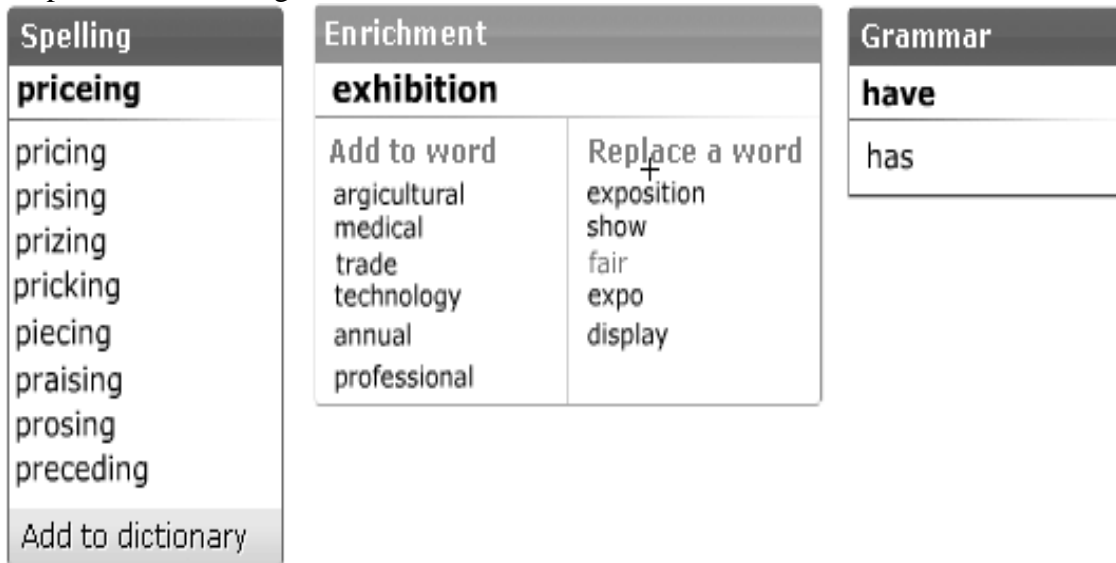 Spelling
priceing
pricing
prising
prizing
pricking
piecing
praising
prosing
preceding
Add to dictionary
Enrichment
exhibition
Add to word
argicultural
medical
trade
technology
annual
professional
Replace a word
exposition
show
fair
expo
display
Grammar
have
has